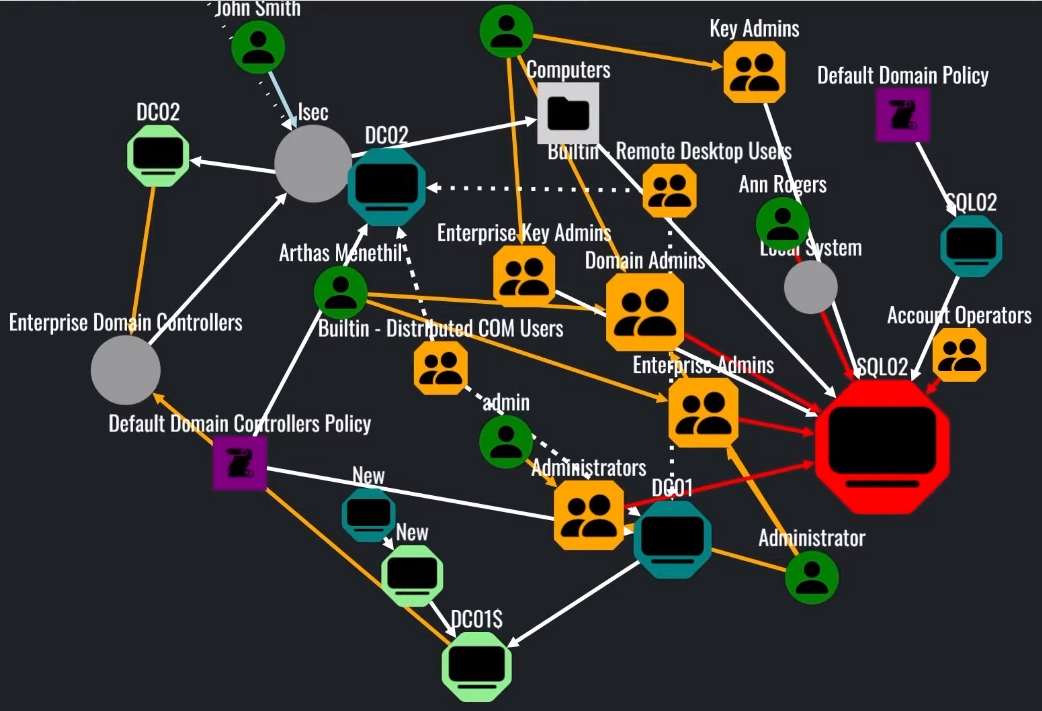 John Smith
Key Admins
Computers
Default Domain Policy
DC02
Isec
DC02
Builtin - Remote Desktop Users
Ann Rogers
SQL02
Enterprise Key Admins
Arthas Menethil
Domain Admins
Local System
Enterprise Domain Controllers
Builtin - Distributed COM Users
Account Operators
Enterprise Admins
SQL02
admin
Default Domain Controllers Policy
Administrators
New
DC01
New
Administrator
DC01$